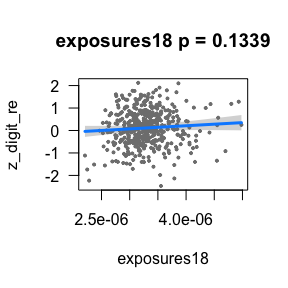 exposures18 p = 0.1339
z_digit_re
2
1
0
-1
-2
2.5e-06 4.0e-06
exposures18